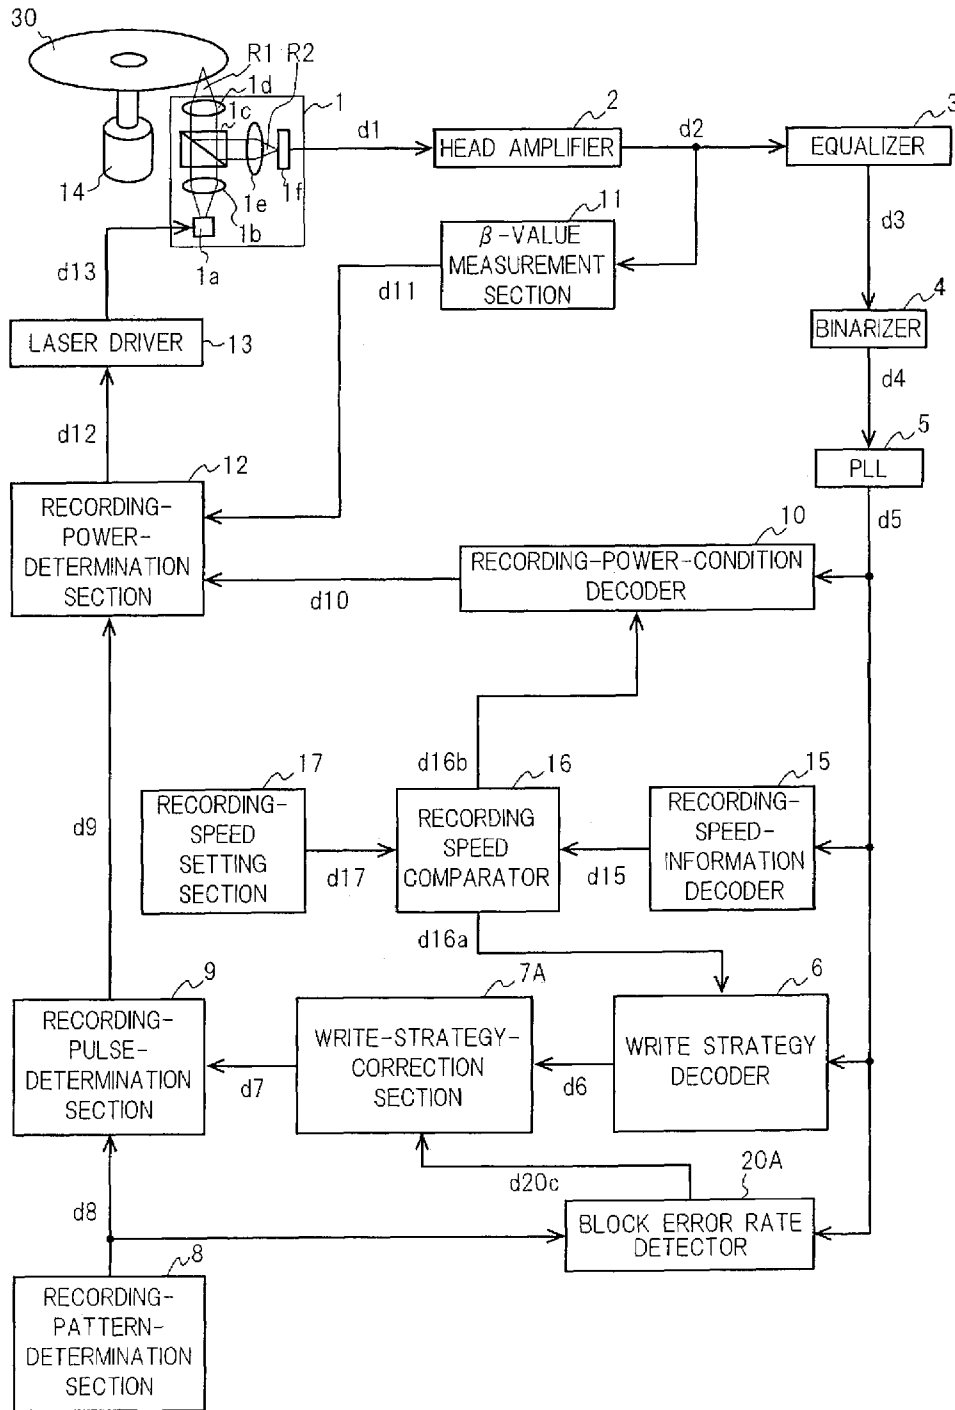 30
R1 R2
1d
1c
1
14
1e
1f
1b
1a
d1
2
HEAD AMPLIFIER
d2
3
EQUALIZER
d3
11
β-VALUE
MEASUREMENT
SECTION
d11
d13
4
BINARIZER
d4
LASER DRIVER
13
5
PLL
d5
d12
12
RECORDING-
POWER-
DETERMINATION
SECTION
10
RECORDING-POWER-CONDITION
DECODER
d10
d9
17
RECORDING-
SPEED
SETTING
SECTION
d17
d16b
16
RECORDING
SPEED
COMPARATOR
d16a
d15
15
RECORDING-
SPEED-
INFORMATION
DECODER
9
RECORDING-
PULSE-
DETERMINATION
SECTION
d7
7A
WRITE-STRATEGY-
CORRECTION
SECTION
d6
6
WRITE STRATEGY
DECODER
d20c
20A
BLOCK ERROR RATE
DETECTOR
d8
8
RECORDING-
PATTERN-
DETERMINATION
SECTION